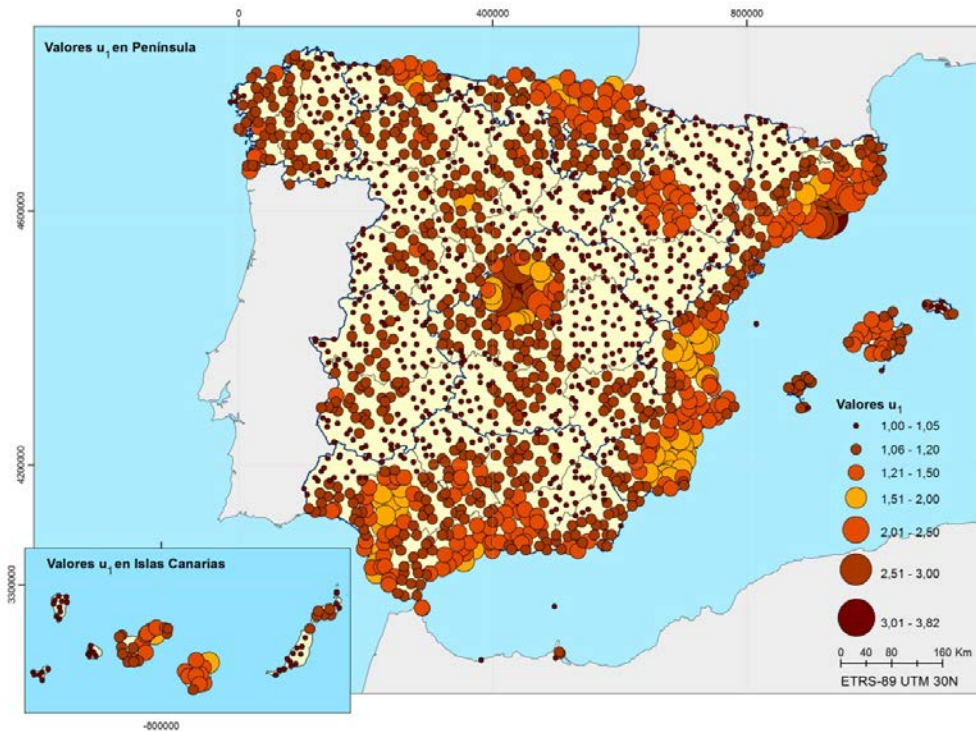 0
400000
800000
Valores u1 en Península
4600000
4200000
3300000
Valores u1 en Islas Canarias
-800000
Valores u1
1,00 - 1,05
1,06 - 1,20
1,21 - 1,50
1,51 - 2,00
2,01 - 2,50
2,51 - 3,00
3,01 - 3,82
0 40 80 160 Km
ETRS-89 UTM 30N